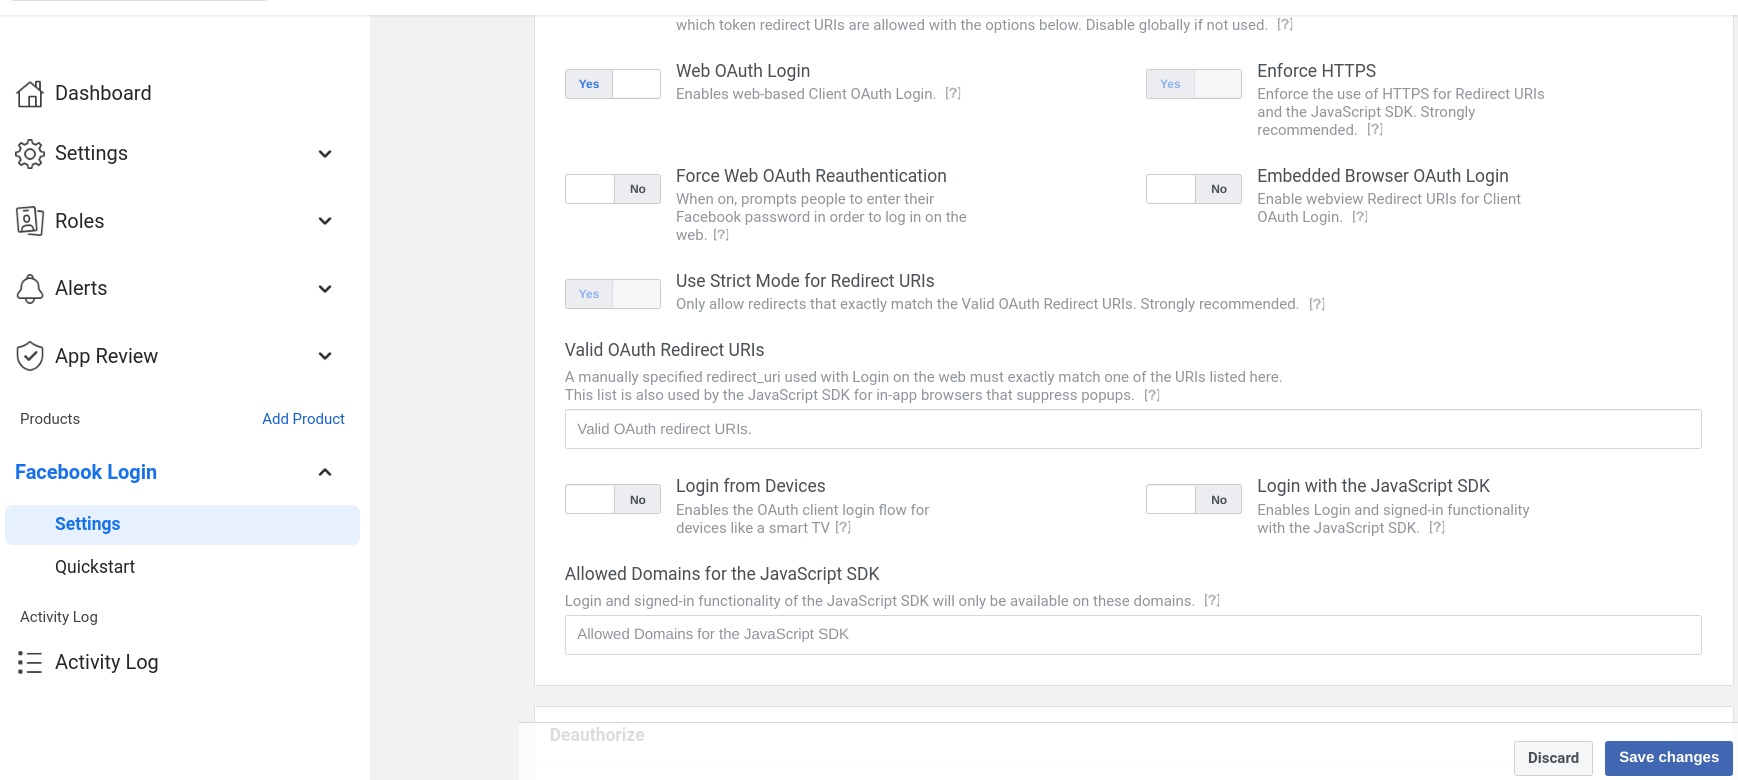 Dashboard
Settings
Roles
Alerts
App Review
Products
Add Product
Facebook Login
Settings
Quickstart
Activity Log
Activity Log
which token redirect URIs are allowed with the options below. Disable globally if not used. [?]
Yes
Web OAuth Login
Enables web-based Client OAuth Login. [?]
Yes
Enforce HTTPS
Enforce the use of HTTPS for Redirect URIs
and the JavaScript SDK. Strongly
recommended. [?]
No
Force Web OAuth Reauthentication
When on, prompts people to enter their
Facebook password in order to log in on the
web. [?]
No
Embedded Browser OAuth Login
Enable webview Redirect URIs for Client
OAuth Login. [?]
Yes
Use Strict Mode for Redirect URIs
Only allow redirects that exactly match the Valid OAuth Redirect URIs. Strongly recommended. [?]
Valid OAuth Redirect URIs
A manually specified redirect_uri used with Login on the web must exactly match one of the URIs listed here.
This list is also used by the JavaScript SDK for in-app browsers that suppress popups. [?]
Valid OAuth redirect URIs.
No
Login from Devices
Enables the OAuth client login flow for
devices like a smart TV [?]
No
Login with the JavaScript SDK
Enables Login and signed-in functionality
with the JavaScript SDK. [?]
Allowed Domains for the JavaScript SDK
Login and signed-in functionality of the JavaScript SDK will only be available on these domains. [?]
Allowed Domains for the JavaScript SDK
Deauthorize
Discard
Save changes